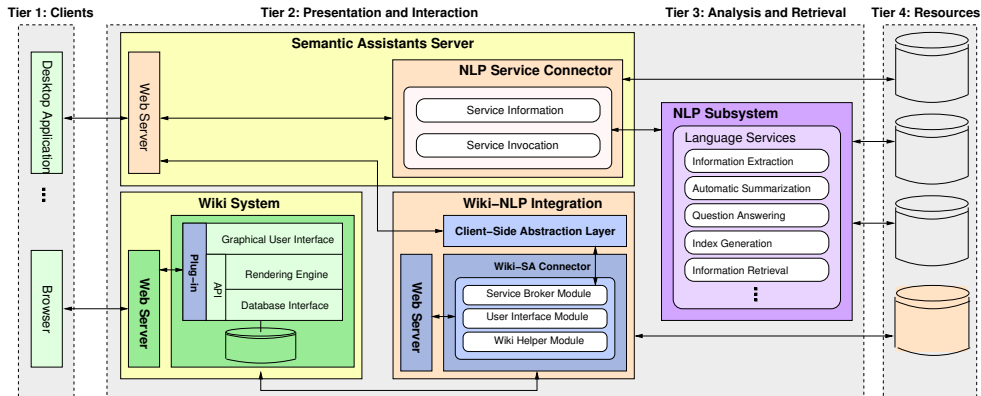 Tier 1: Clients
Tier 2: Presentation and Interaction
Tier 3: Analysis and Retrieval
Tier 4: Resources
Desktop Application
...
Browser
Semantic Assistants Server
Web Server
NLP Service Connector
Service Information
Service Invocation
NLP Subsystem
Language Services
Information Extraction
Automatic Summarization
Question Answering
Index Generation
Information Retrieval
...
Wiki System
Web Server
Plug−in
Graphical User Interface
API
Rendering Engine
Database Interface
Wiki−NLP Integration
Client−Side Abstraction Layer
Web Server
Wiki−SA Connector
Service Broker Module
User Interface Module
Wiki Helper Module